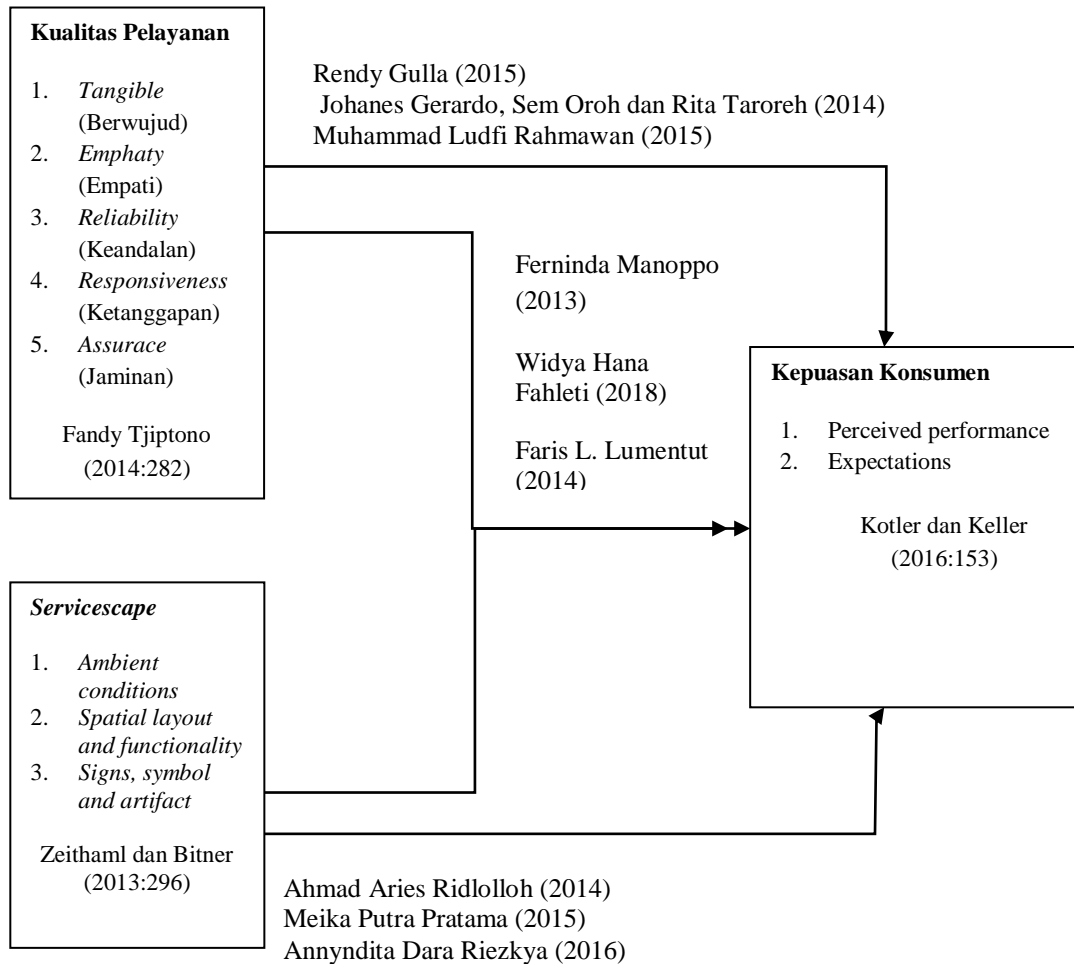 Kualitas Pelayanan
1. Tangible
(Berwujud)
2. Emphaty
(Empati)
3. Reliability
(Keandalan)
4. Responsiveness
(Ketanggapan)
5. Assurace
(Jaminan)
Fandy Tjiptono
(2014:282)
Rendy Gulla (2015)
Johanes Gerardo, Sem Oroh dan Rita Taroreh (2014)
Muhammad Ludfi Rahmawan (2015)
Ferninda Manoppo
(2013)
Widya Hana
Fahleti (2018)
Faris L. Lumentut
(2014)
Kepuasan Konsumen
1. Perceived performance
2. Expectations
Kotler dan Keller
(2016:153)
Servicescape
1. Ambient
conditions
2. Spatial layout
and functionality
3. Signs, symbol
and artifact
Zeithaml dan Bitner
(2013:296)
Ahmad Aries Ridlolloh (2014)
Meika Putra Pratama (2015)
Annyndita Dara Riezkya (2016)